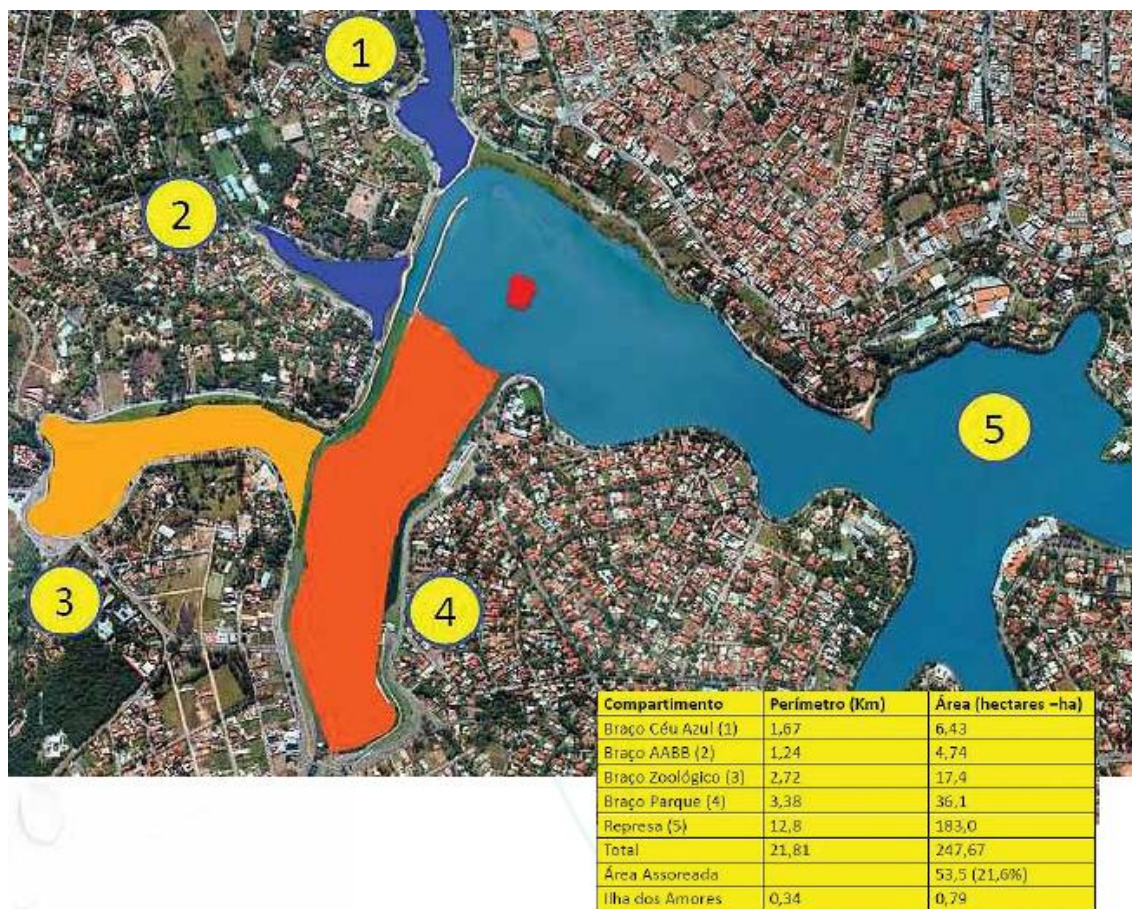 1
2
3
4
5
Compartimento Perímetro (Km) Área (hectares –ha)
Braço Céu Azul (1) 1,67 6,43
Braço AABB (2) 1,24 4,74
Braço Zoológico (3) 2,72 17,4
Braço Parque (4) 3,38 36,1
Represa (5) 12,8 183,0
Total 21,81 247,67
Área Assoreada 53,5 (21,6%)
Ilha dos Amores 0,34 0,79